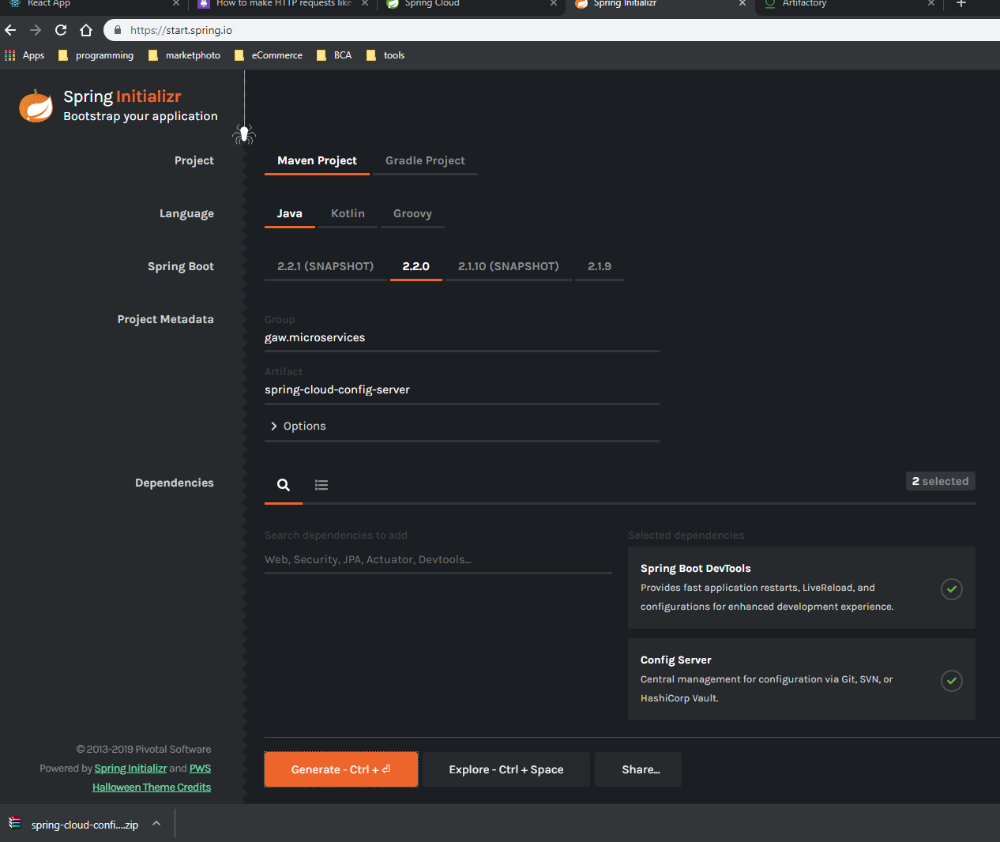 React App
How to make HTTP requests like
Spring Cloud
Spring Initializr
Artifactory
https://start.spring.io
Apps programming marketphoto eCommerce BCA tools
Spring Initializr
Bootstrap your application
Project
Maven Project Gradle Project
Language
Java Kotlin Groovy
Spring Boot
2.2.1 (SNAPSHOT) 2.2.0 2.1.10 (SNAPSHOT) 2.1.9
Project Metadata
Group
gaw.microservices
Artifact
spring-cloud-config-server
Options
Dependencies
2 selected
Search dependencies to add
Web, Security, JPA, Actuator, Devtools...
Selected dependencies
Spring Boot DevTools
Provides fast application restarts, LiveReload, and
configurations for enhanced development experience.
Config Server
Central management for configuration via Git, SVN, or
HashiCorp Vault.
© 2013-2019 Pivotal Software
Powered by Spring Initializr and PWS
Halloween Theme Credits
Generate - Ctrl + ⏎
Explore - Ctrl + Space
Share...
spring-cloud-confi....zip